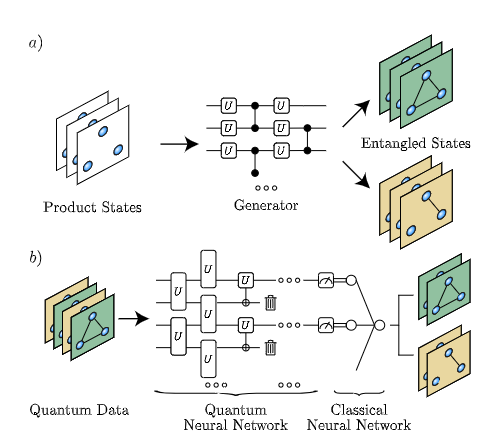 a)
U U
U U
U U
Product States
Generator
Entangled States
b)
U
U U
U
U U
U
Quantum Data
Quantum
Neural Network
Classical
Neural Network